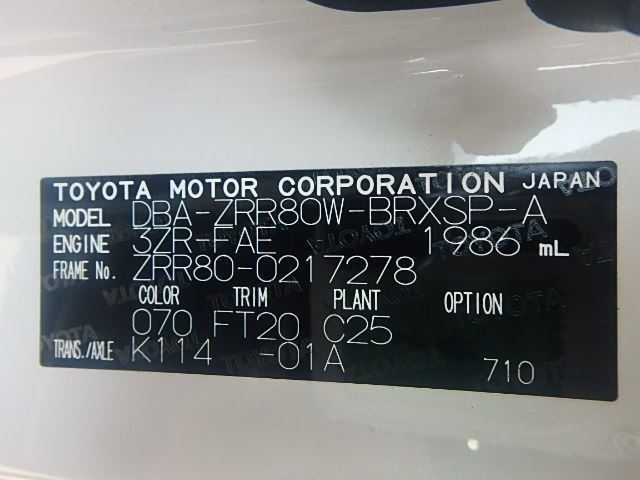 TOYOTA MOTOR CORPORATION JAPAN
MODEL DBA-ZRR80W-BRXSP-A
ENGINE 3ZR-FAE 1986 mL
FRAME No. ZRR80-0217278
COLOR TRIM PLANT OPTION
070 FT20 C25
TRANS./AXLE K114 -01A
710